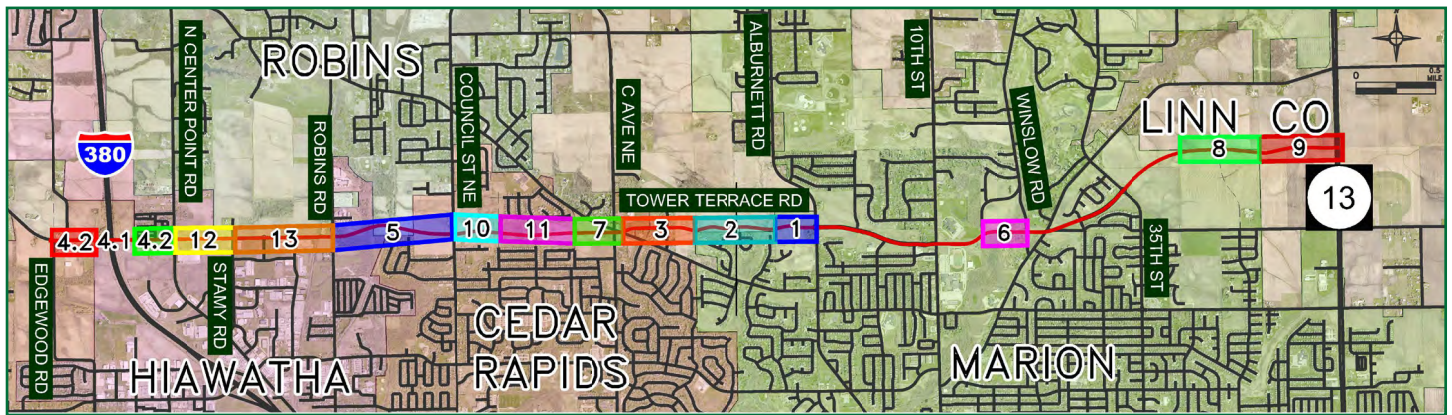 ROBINS
N CENTER POINT RD
ROBINS RD
COUNCIL ST NE
C AVE NE
ALBURNETT RD
10TH ST
WINSLOW RD
LINN CO
0
0.5
MILE
380
TOWER TERRACE RD
4.2
4.1
4.2
12
13
5
10
11
7
3
2
1
6
8
9
13
EDGEWOOD RD
STAMY RD
35TH ST
HIAWATHA
CEDAR
RAPIDS
MARION